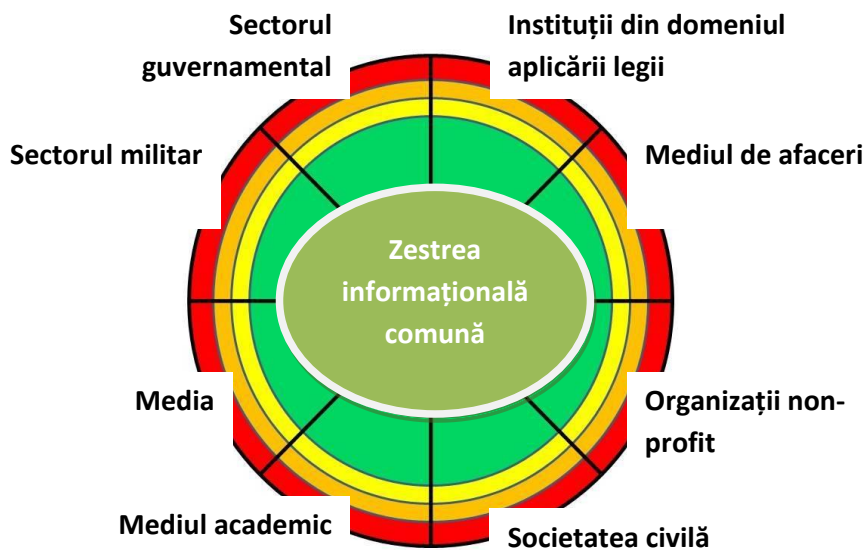 Sectorul
guvernamental
Instituții din domeniul
aplicării legii
Sectorul militar
Mediul de afaceri
Zestrea
informațională
comună
Media
Organizații non-
profit
Mediul academic
Societatea civilă